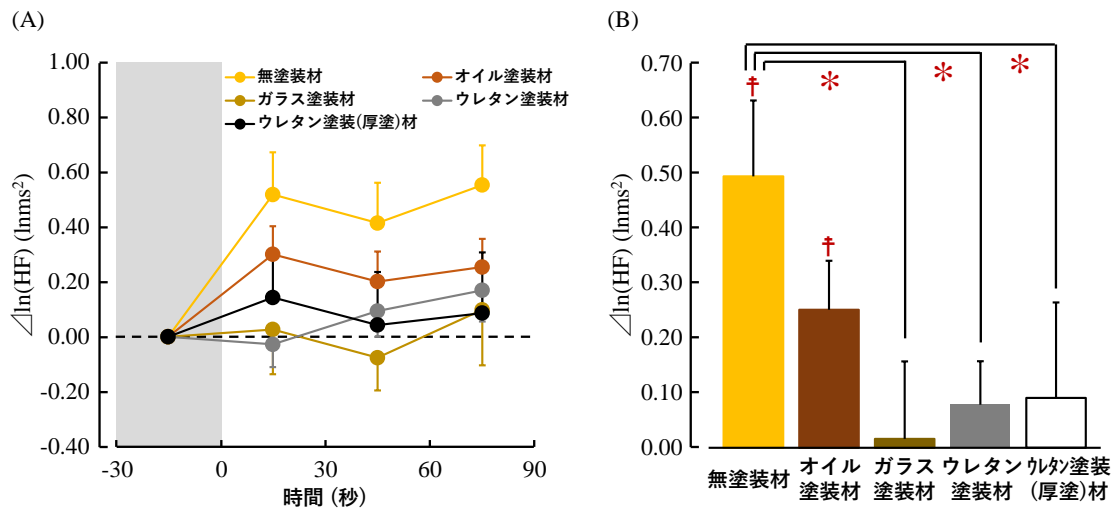 (A)
⊿ln(HF) (lnms²)
1.00
0.80
0.60
0.40
0.20
0.00
-0.20
-0.40
-30
0
30
60
90
時間 (秒)
無塗装材
オイル塗装材
ガラス塗装材
ウレタン塗装材
ウレタン塗装(厚塗)材
(B)
⊿ln(HF) (lnms²)
0.70
0.60
0.50
0.40
0.30
0.20
0.10
0.00
†
*
*
*
‡
無塗装材
オイル
塗装材
ガラス
塗装材
ウレタン
塗装材
ウレタン塗装
(厚塗)材